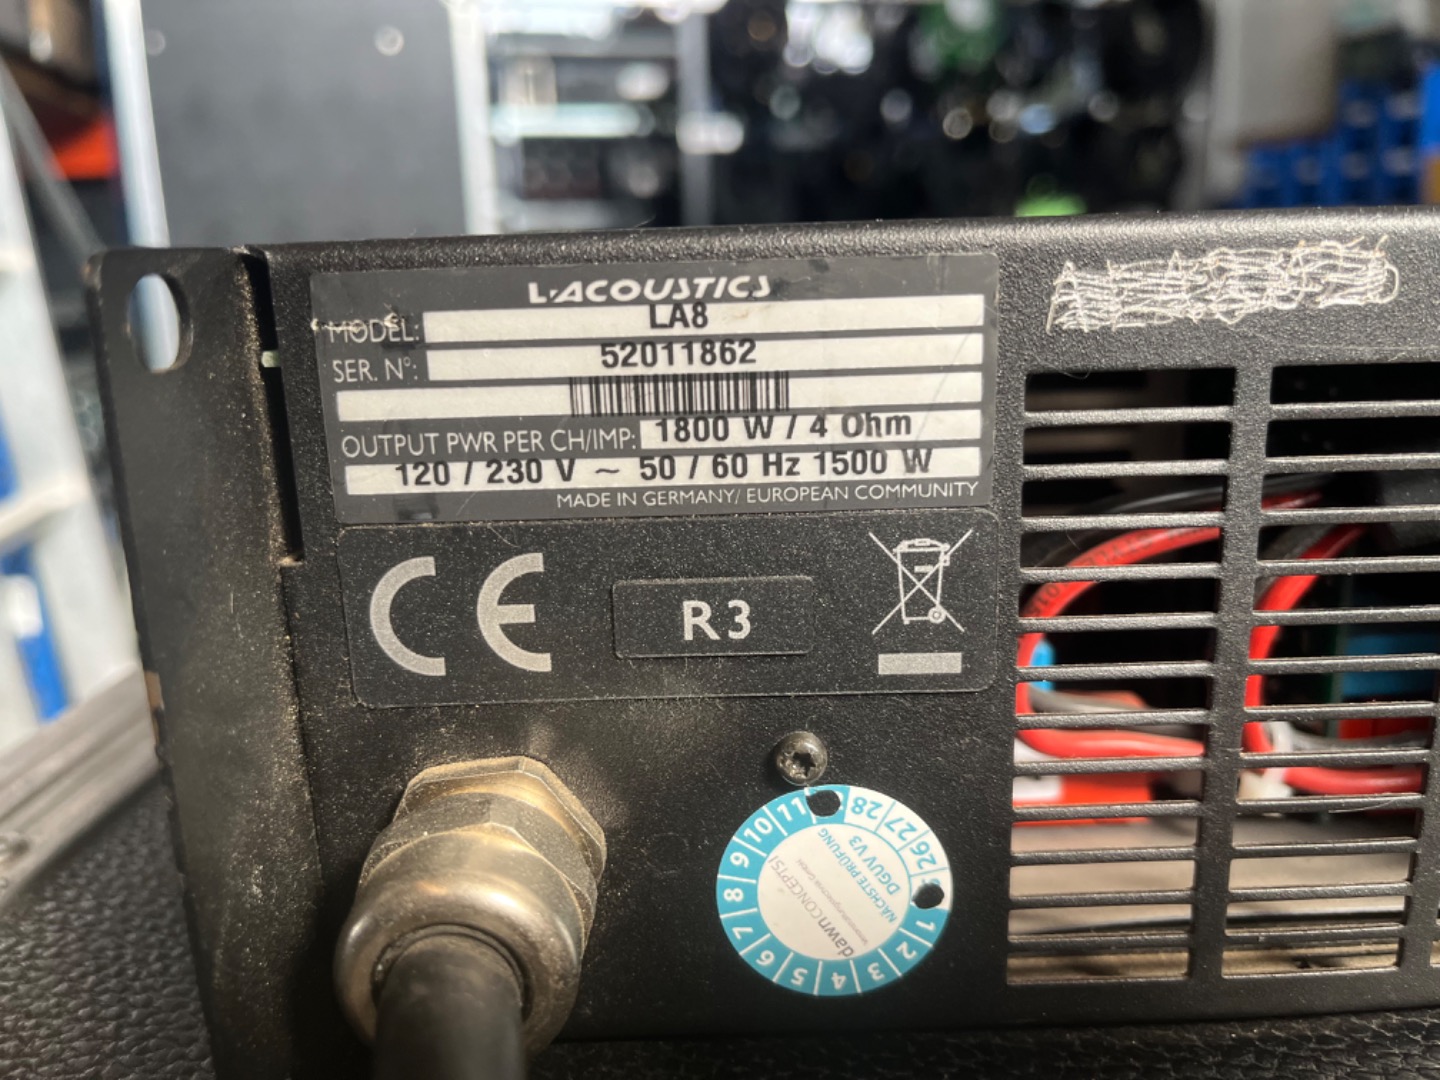 L-ACOUSTICS
MODEL: LA8
SER. N°: 52011862
OUTPUT PWR PER CH/IMP: 1800 W / 4 Ohm
120 / 230 V ~ 50 / 60 Hz 1500 W
MADE IN GERMANY/ EUROPEAN COMMUNITY
CE
R3
1 2 3 4 5 6 7 8 9 10 11
26 27 28
NÄCHSTE PRÜFUNG
DGUV V3
dawnCONCEPTS!